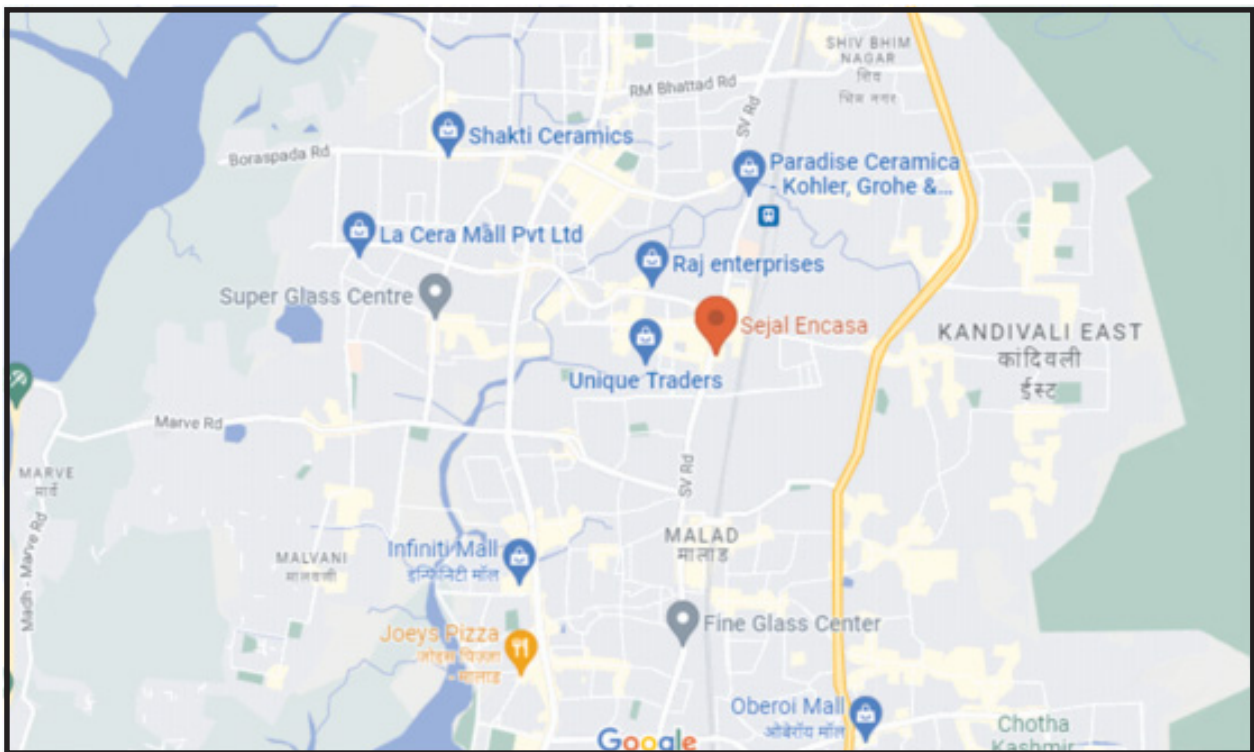 SHIV BHIM
NAGAR
शिव
भिम नगर
RM Bhattad Rd
SV Rd
Shakti Ceramics
Boraspada Rd
Paradise Ceramica
- Kohler, Grohe &...
La Cera Mall Pvt Ltd
Raj enterprises
Super Glass Centre
Sejal Encasa
KANDIVALI EAST
कांदिवली
ईस्ट
Unique Traders
Marve Rd
MARVE
मार्वे
SV Rd
MALAD
मालाड
Infiniti Mall
इन्फिनिटी मॉल
MALVANI
मालवणी
Madh - Marve Rd
Joeys Pizza
जोइस पिज्जा
- मालाड
Fine Glass Center
Oberoi Mall
ओबेरॉय मॉल
Google
Chotha
Kashmir